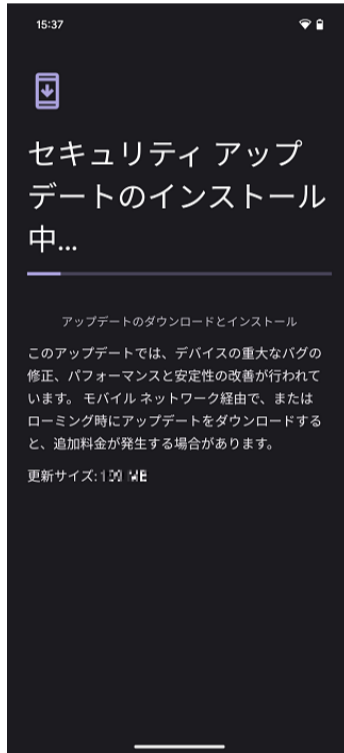 15:37
セキュリティ アップ
デートのインストール
中...
アップデートのダウンロードとインストール
このアップデートでは、デバイスの重大なバグの
修正、パフォーマンスと安定性の改善が行われて
います。 モバイル ネットワーク経由で、または
ローミング時にアップデートをダウンロードする
と、追加料金が発生する場合があります。
更新サイズ: MB